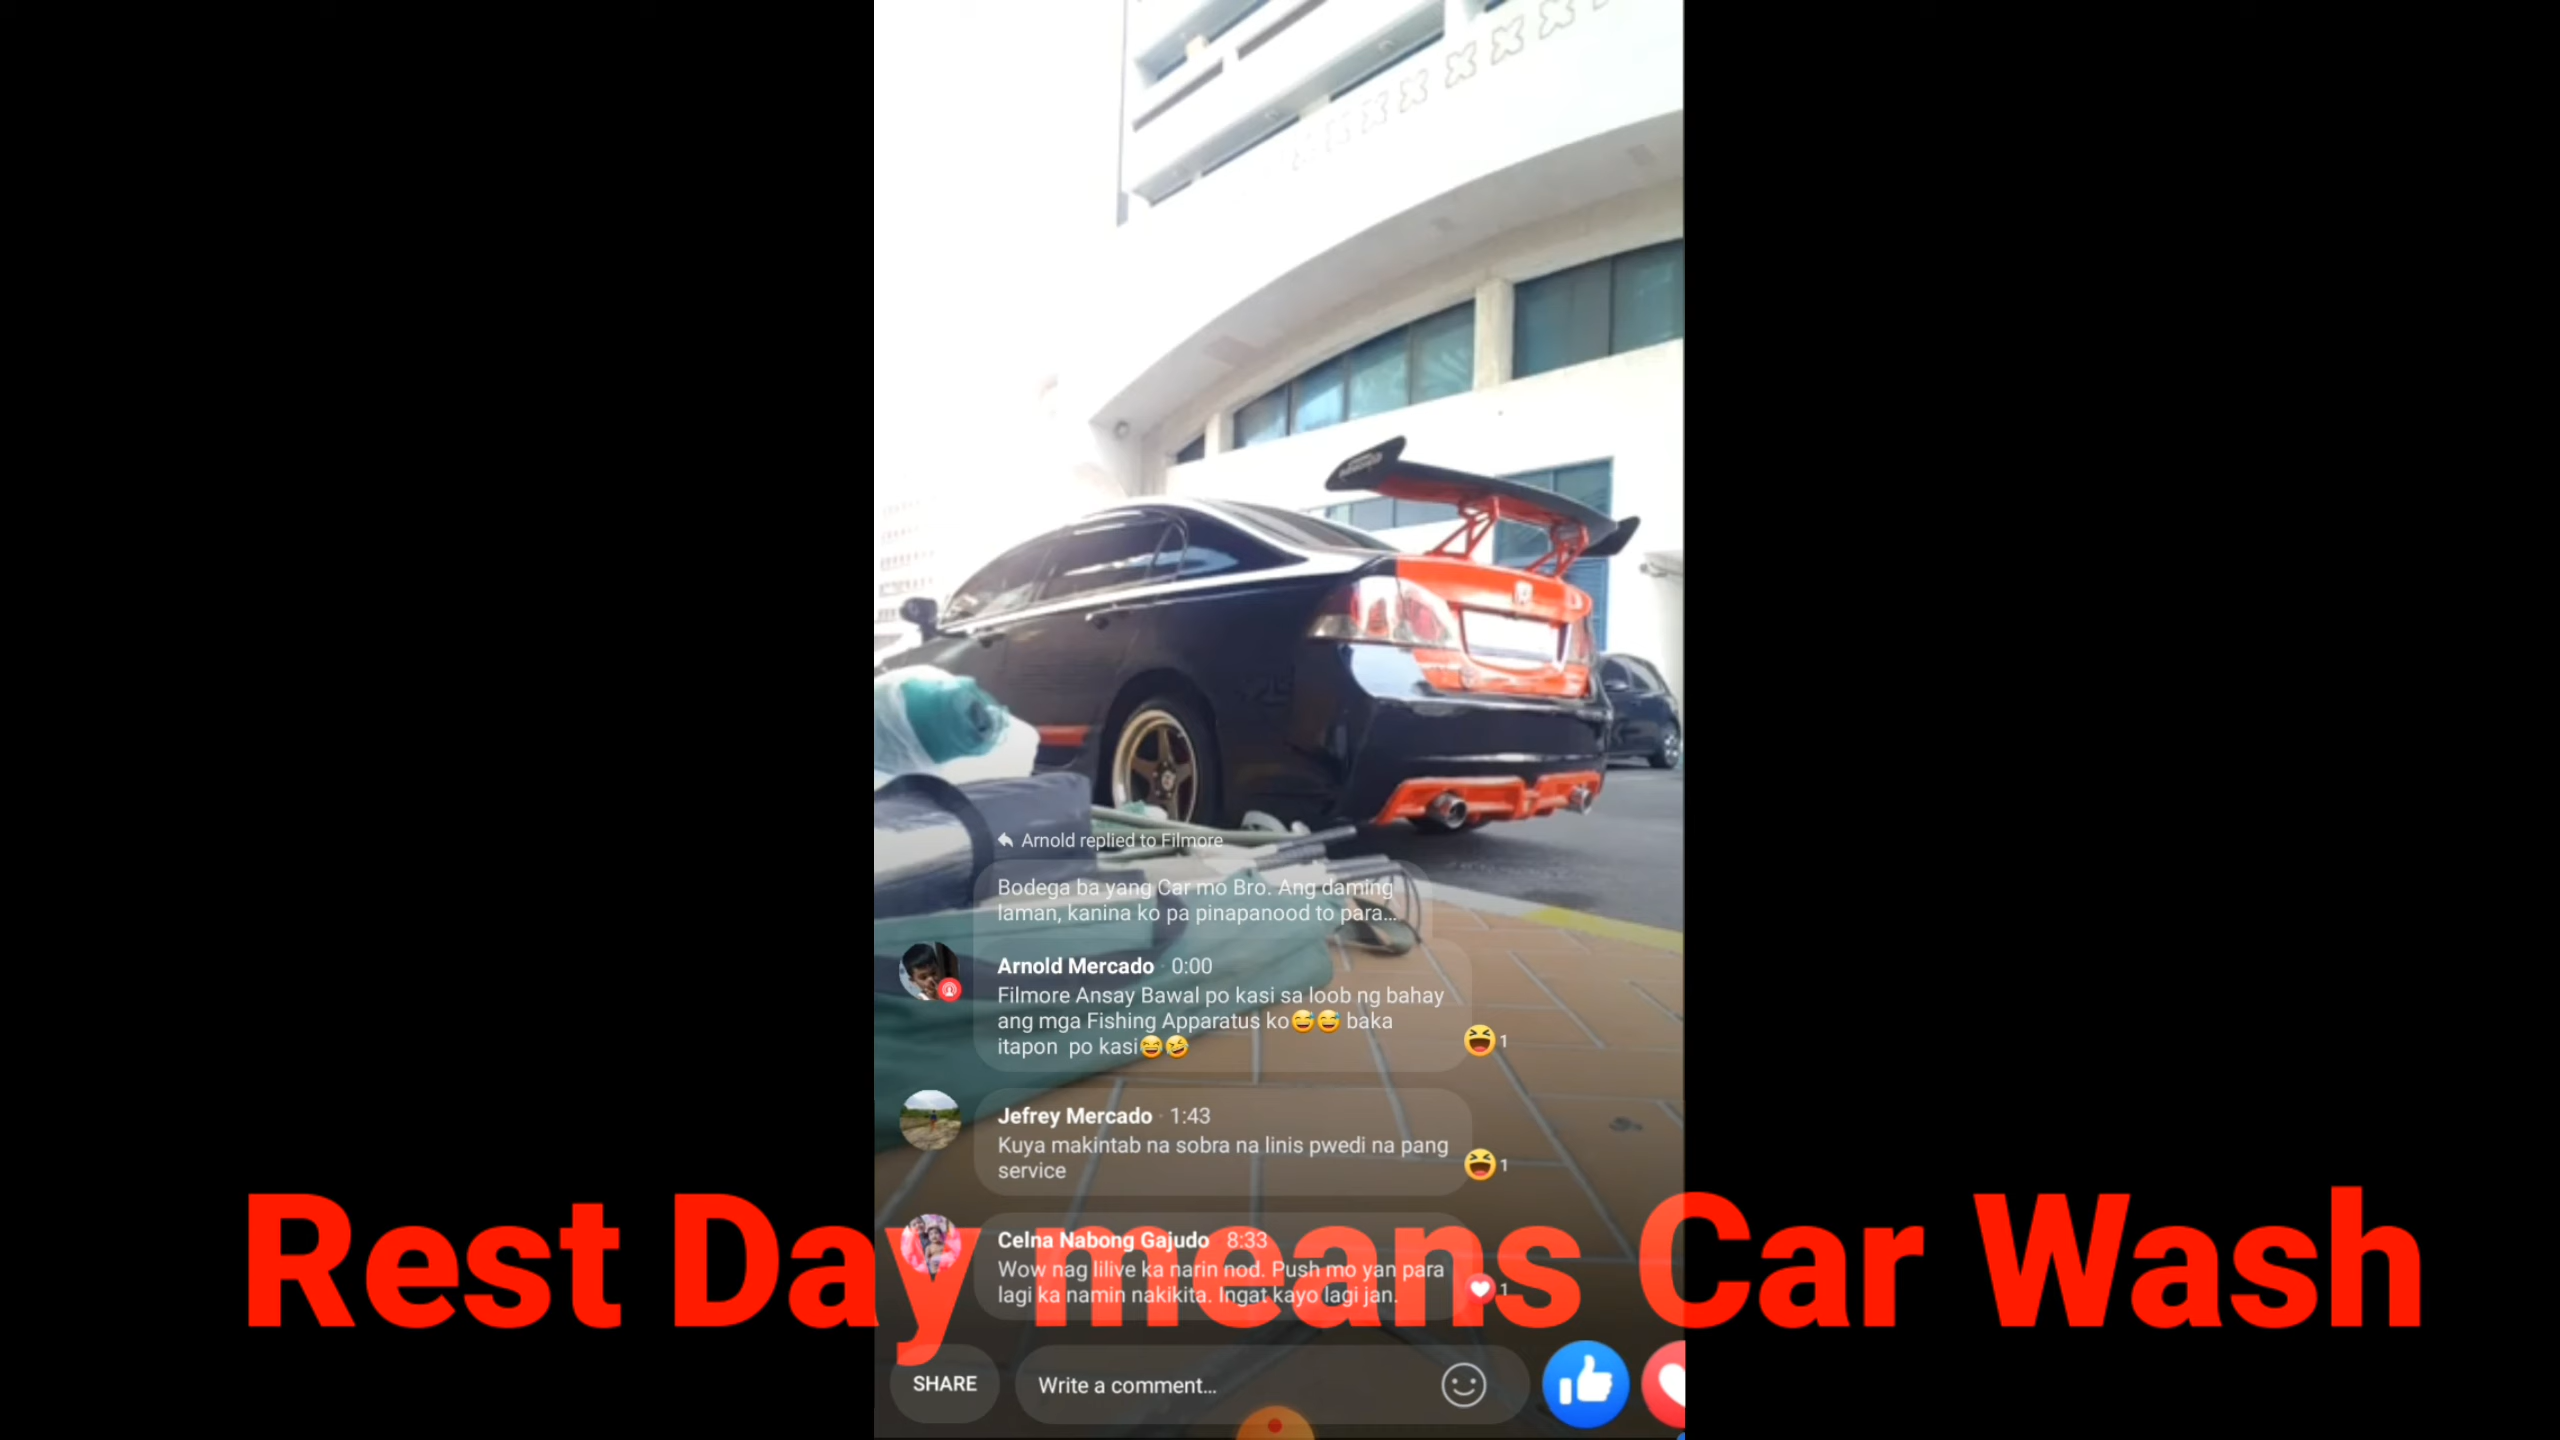 Arnold replied to Filmore
Bodega ba yang Car mo Bro. Ang daming
laman, kanina ko pa pinapanood to para...
Arnold Mercado · 0:00
Filmore Ansay Bawal po kasi sa loob ng bahay
ang mga Fishing Apparatus ko😅😅 baka
itapon po kasi😂🤣
1
Jefrey Mercado · 1:43
Kuya makintab na sobra na linis pwedi na pang
service
1
Celna Nabong Gajudo 8:33
Wow nag lilive ka narin nod. Push mo yan para
lagi ka namin nakikita. Ingat kayo lagi jan.
1
Rest Day means Car Wash
SHARE
Write a comment...